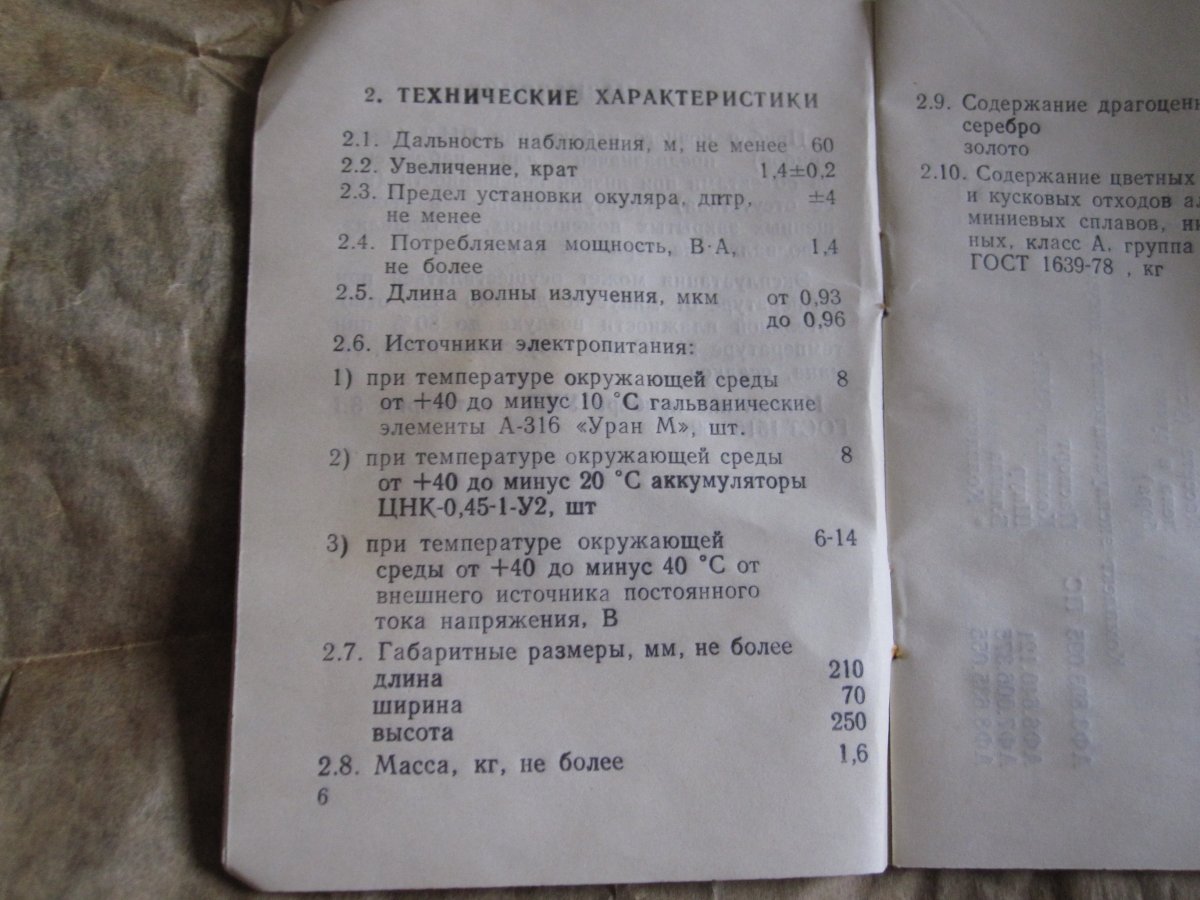 2. ТЕХНИЧЕСКИЕ ХАРАКТЕРИСТИКИ
2.1. Дальность наблюдения, м, не менее 60
2.2. Увеличение, крат 1,4±0,2
2.3. Предел установки окуляра, дптр, ±4
не менее
2.4. Потребляемая мощность, В·А, 1,4
не более
2.5. Длина волны излучения, мкм от 0,93
до 0,96
2.6. Источники электропитания:
1) при температуре окружающей среды 8
от +40 до минус 10 °С гальванические
элементы А-316 «Уран М», шт.
2) при температуре окружающей среды 8
от +40 до минус 20 °С аккумуляторы
ЦНК-0,45-1-У2, шт
3) при температуре окружающей 6-14
среды от +40 до минус 40 °С от
внешнего источника постоянного
тока напряжения, В
2.7. Габаритные размеры, мм, не более
длина 210
ширина 70
высота 250
2.8. Масса, кг, не более 1,6
6
2.9. Содержание
серебро
золото
2.10. Содержание цветных
и кусковых отходов
миниевых сплавов,
ных, класс А, группа
ГОСТ 1639-78 , кг